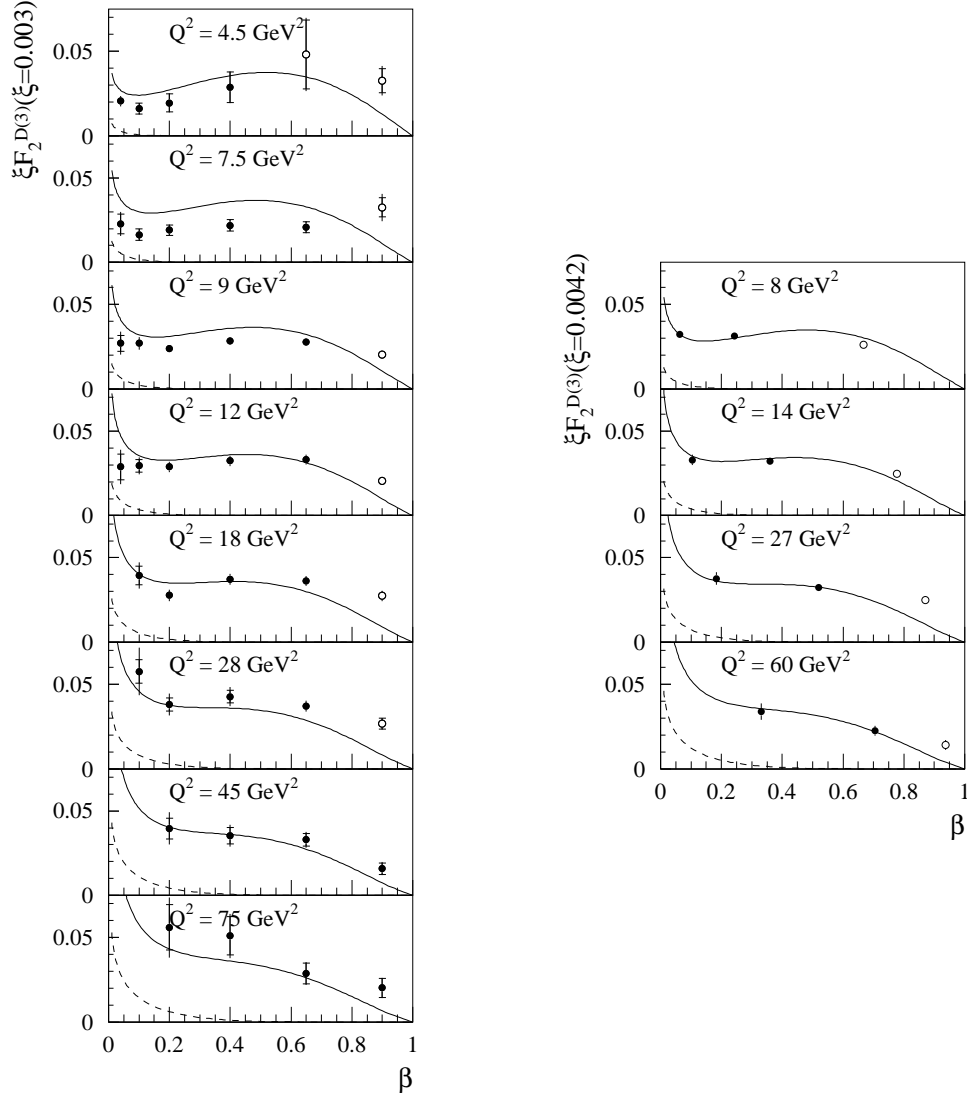 ξF₂ᴰ⁽³⁾(ξ=0.003)
Q² = 4.5 GeV²
0.05
0
Q² = 7.5 GeV²
0.05
0
Q² = 9 GeV²
0.05
0
Q² = 12 GeV²
0.05
0
Q² = 18 GeV²
0.05
0
Q² = 28 GeV²
0.05
0
Q² = 45 GeV²
0.05
0
Q² = 75 GeV²
0.05
0
0 0.2 0.4 0.6 0.8 1
β
ξF₂ᴰ⁽³⁾(ξ=0.0042)
Q² = 8 GeV²
0.05
0
Q² = 14 GeV²
0.05
0
Q² = 27 GeV²
0.05
0
Q² = 60 GeV²
0.05
0
0 0.2 0.4 0.6 0.8 1
β